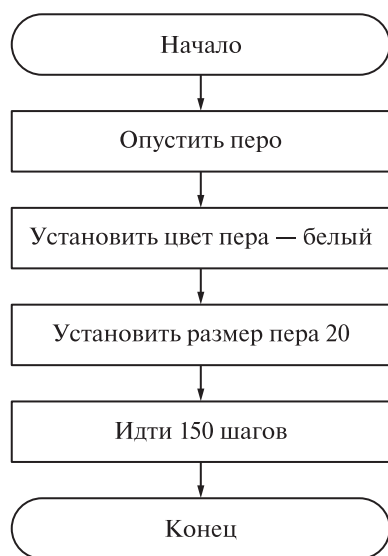 Начало
Опустить перо
Установить цвет пера — белый
Установить размер пера 20
Идти 150 шагов
Конец